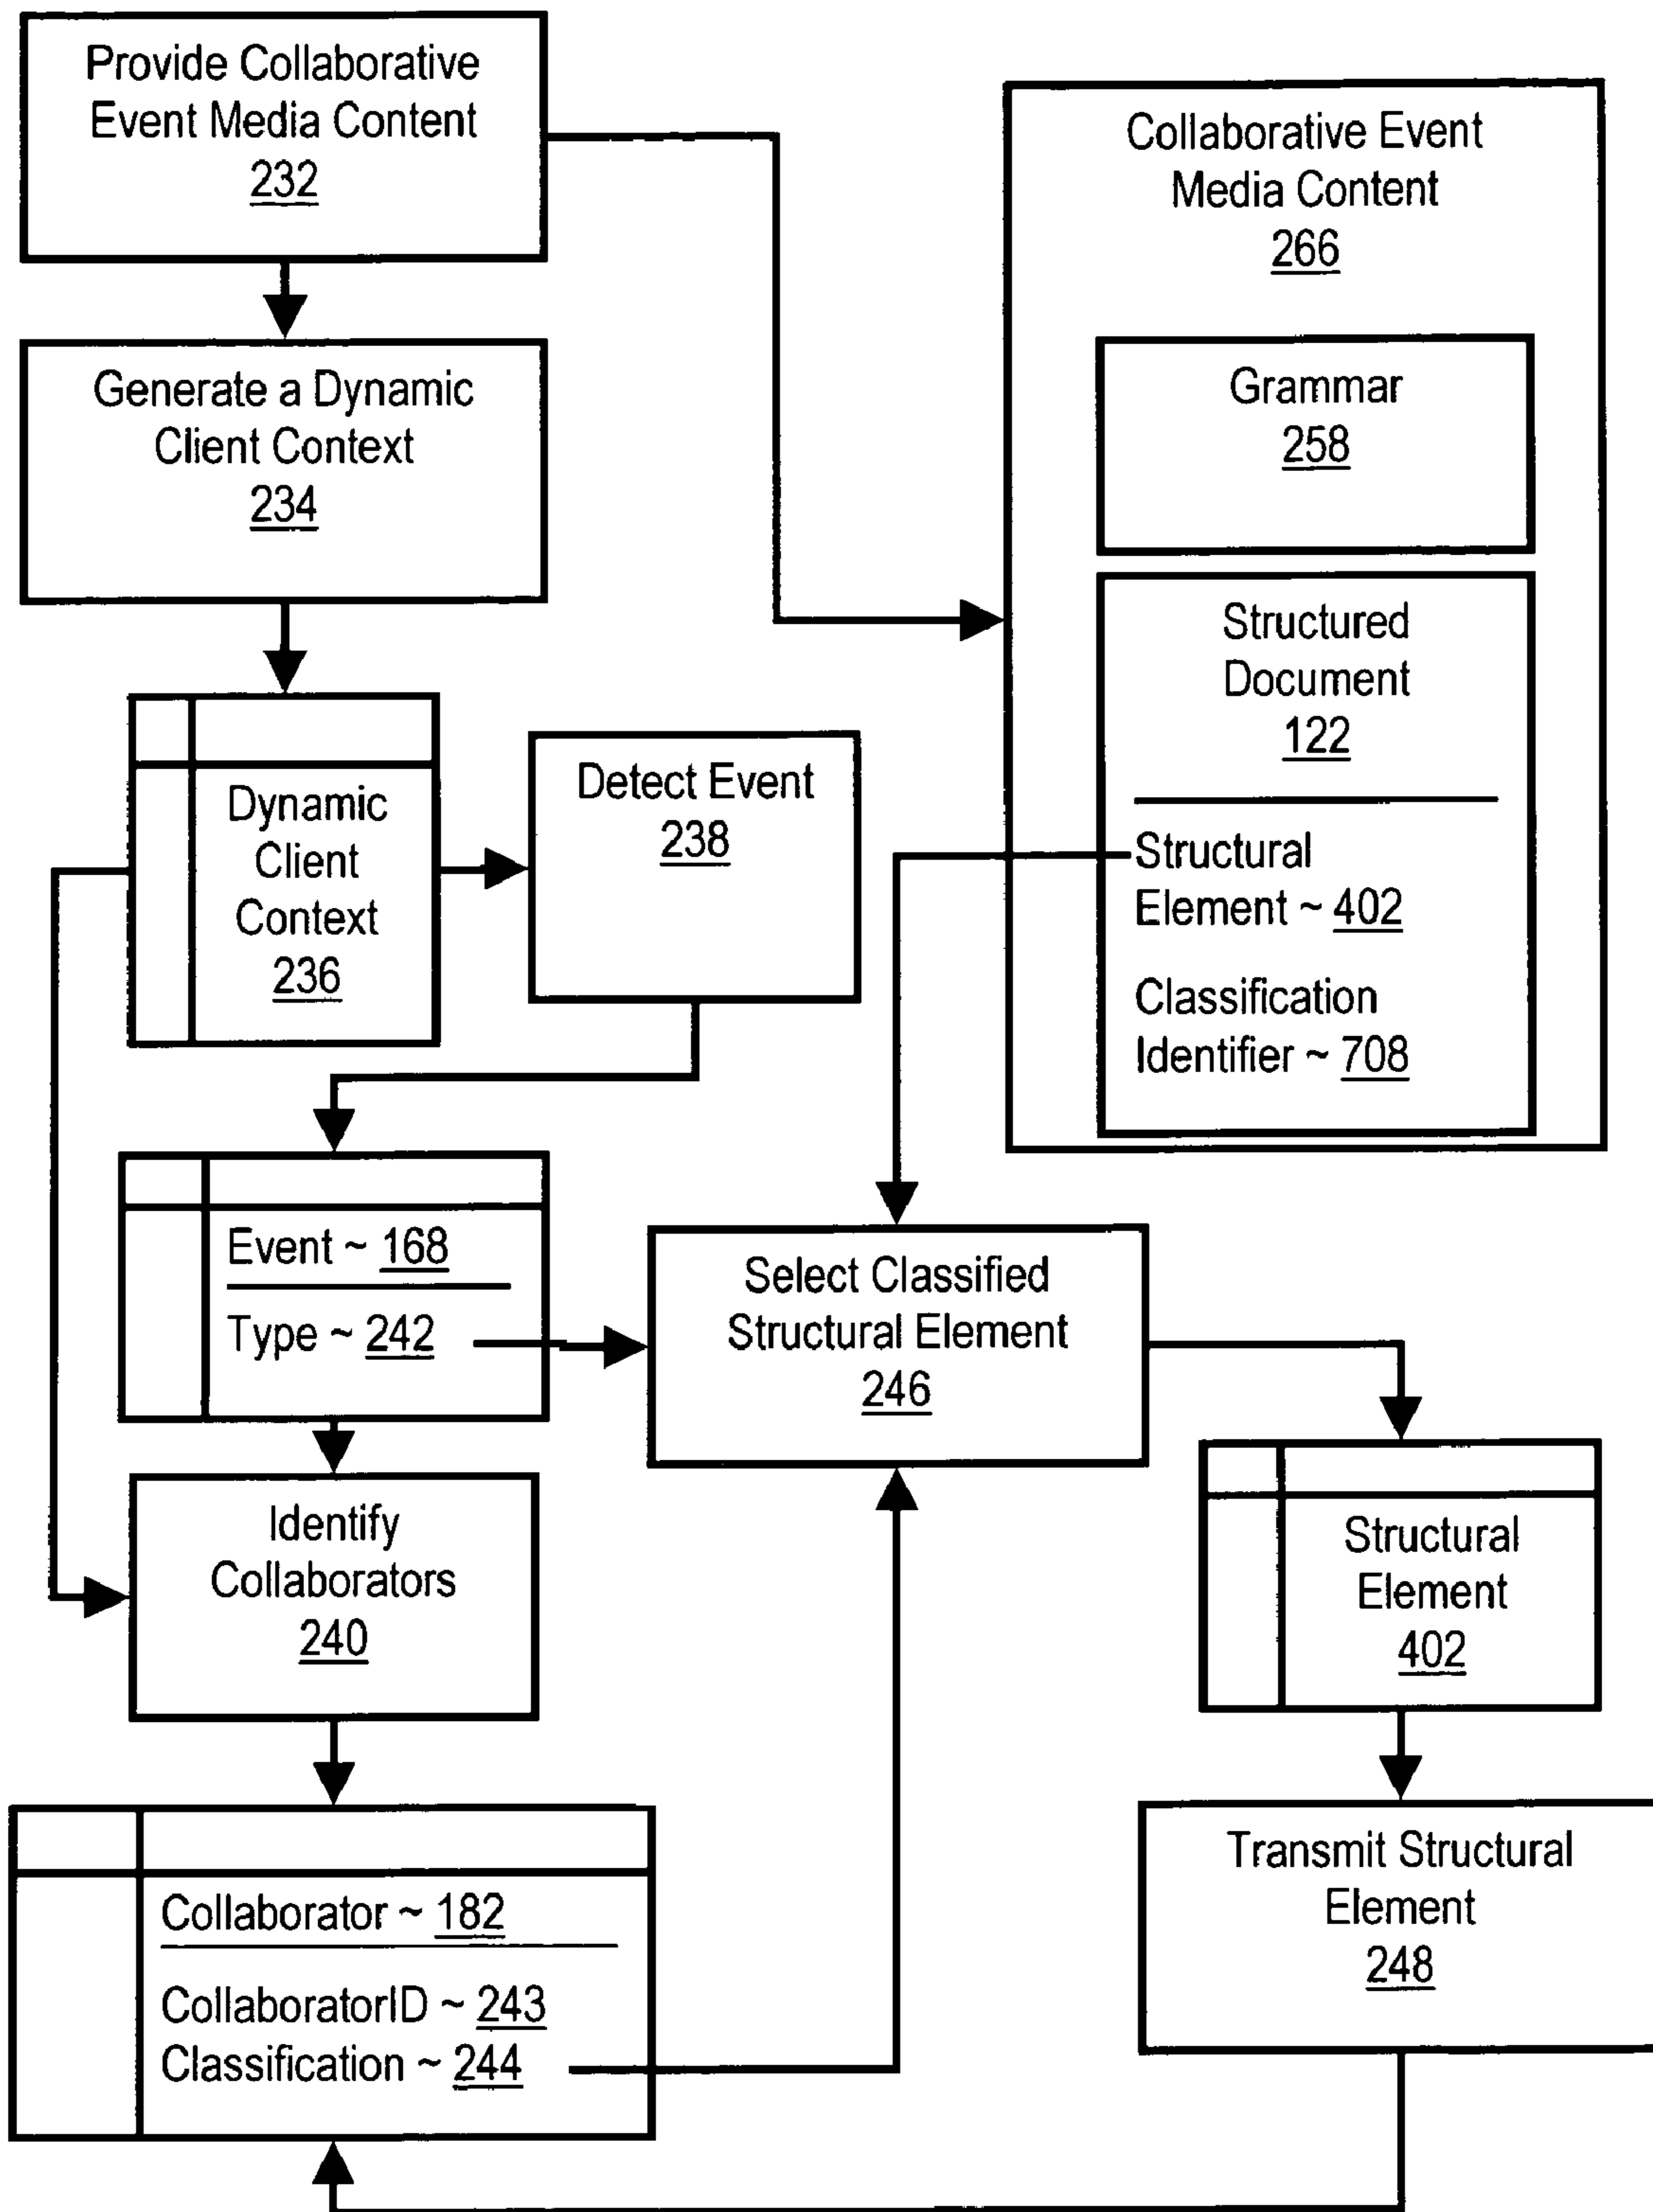 Provide Collaborative
Event Media Content
232
Generate a Dynamic
Client Context
234
Dynamic
Client
Context
236
Detect Event
238
Collaborative Event
Media Content
266
Grammar
258
Structured
Document
122
Structural
Element ~ 402
Classification
Identifier ~ 708
Event ~ 168
Type ~ 242
Select Classified
Structural Element
246
Identify
Collaborators
240
Structural
Element
402
Collaborator ~ 182
CollaboratorID ~ 243
Classification ~ 244
Transmit Structural
Element
248